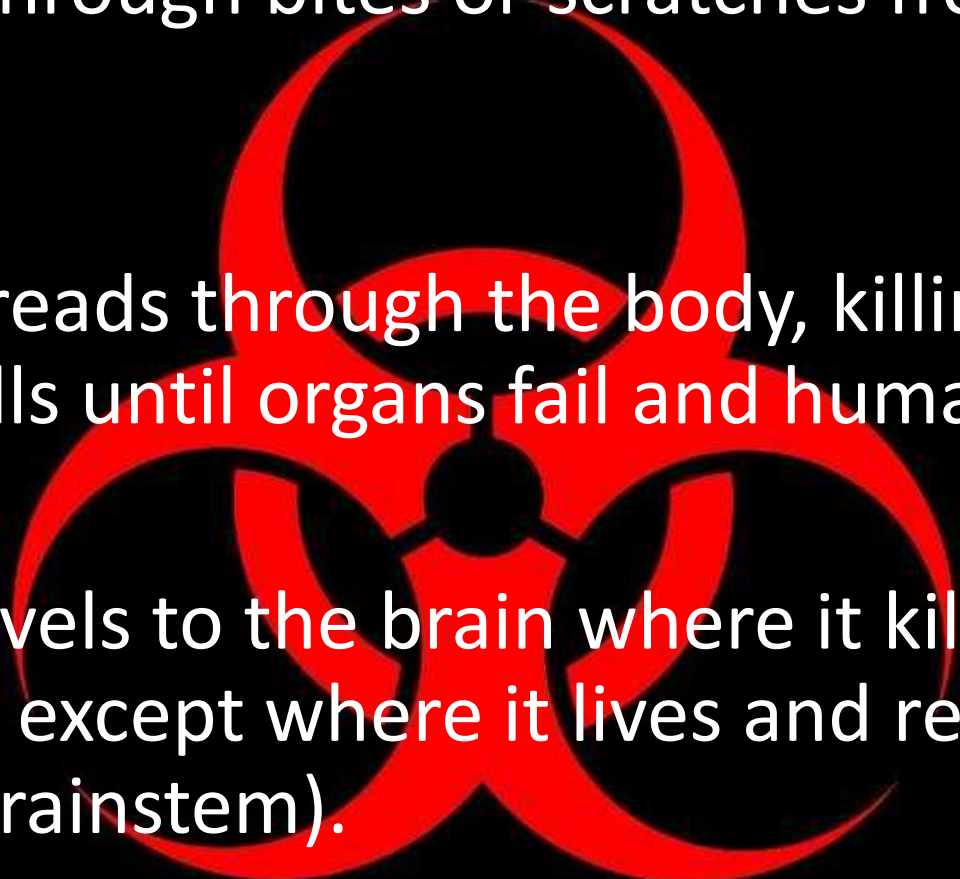 hrough bites or scratches fro
reads through the body, killin
lls until organs fail and huma
vels to the brain where it kil
except where it lives and re
rainstem).